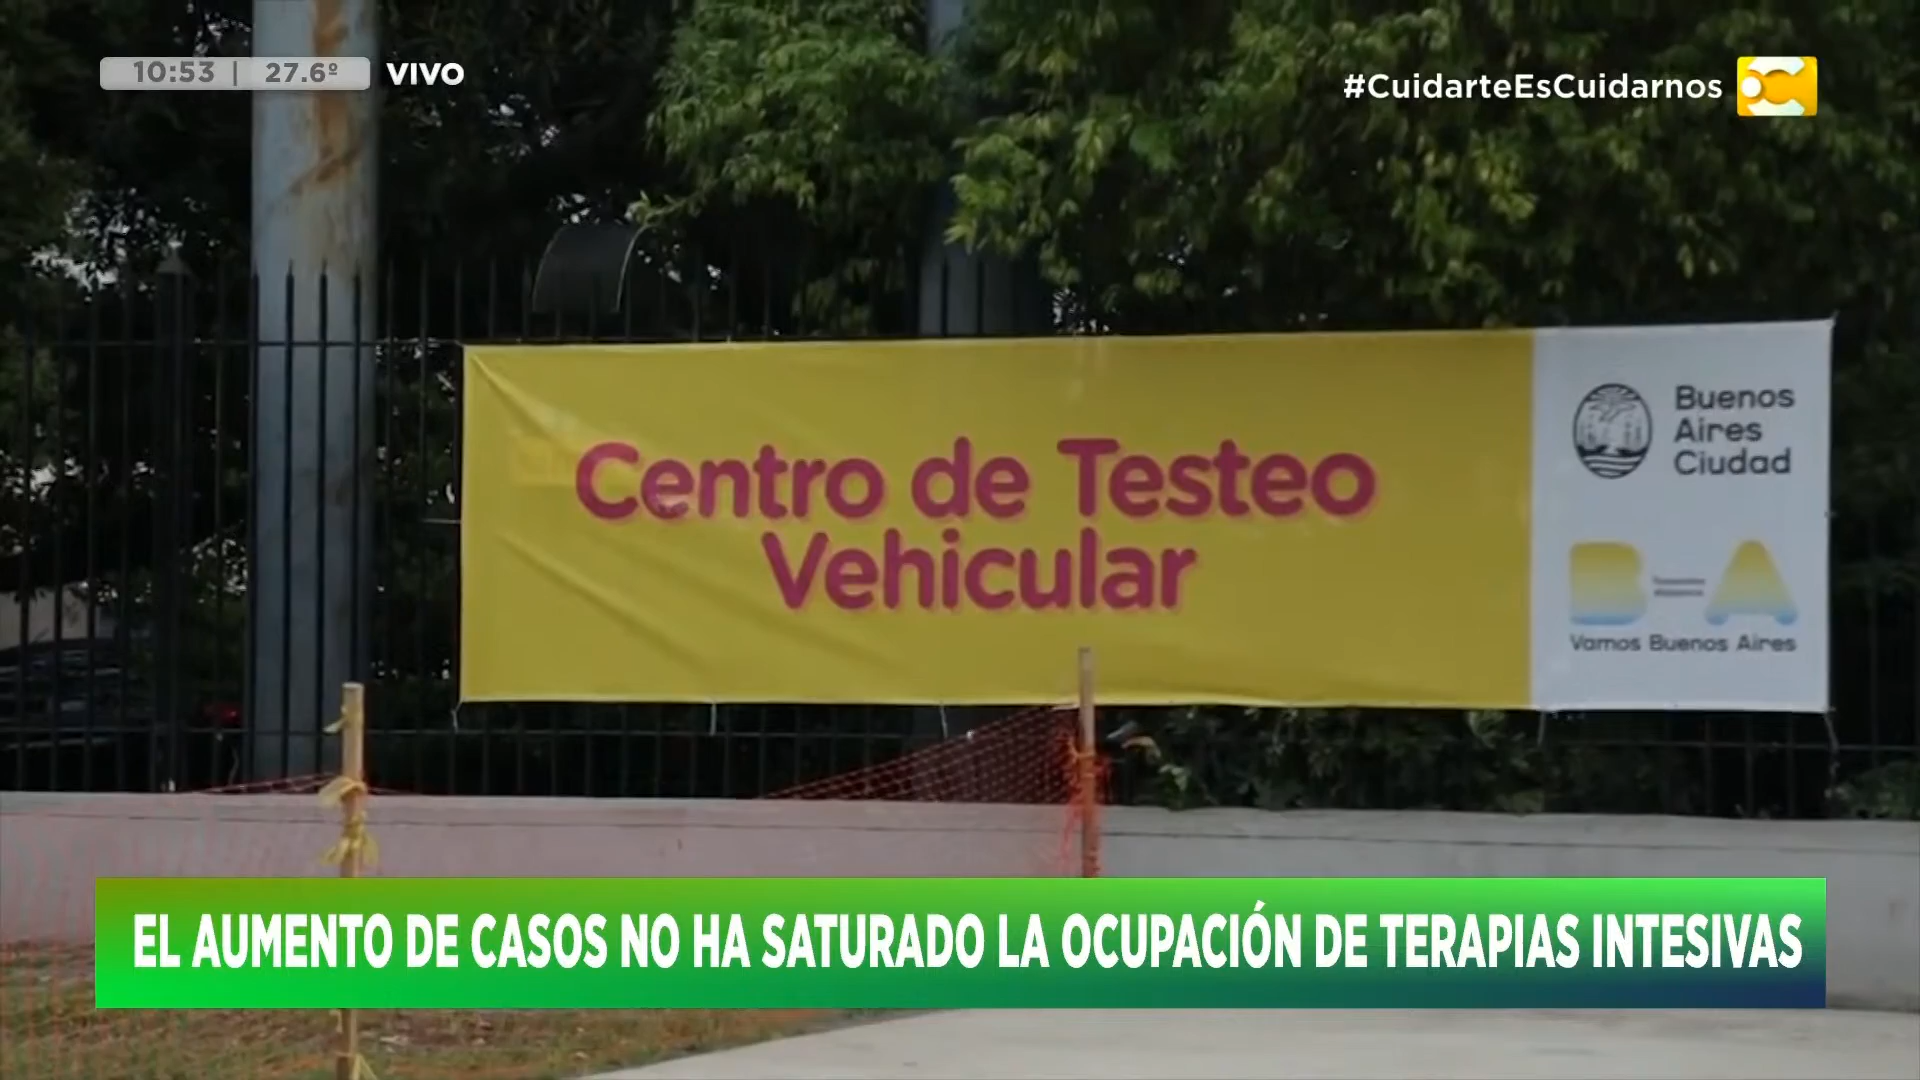 10:53 | 27.6º VIVO
#CuidarteEsCuidarnos
Centro de Testeo
Vehicular
Buenos
Aires
Ciudad
B A
Vamos Buenos Aires
EL AUMENTO DE CASOS NO HA SATURADO LA OCUPACIÓN DE TERAPIAS INTESIVAS